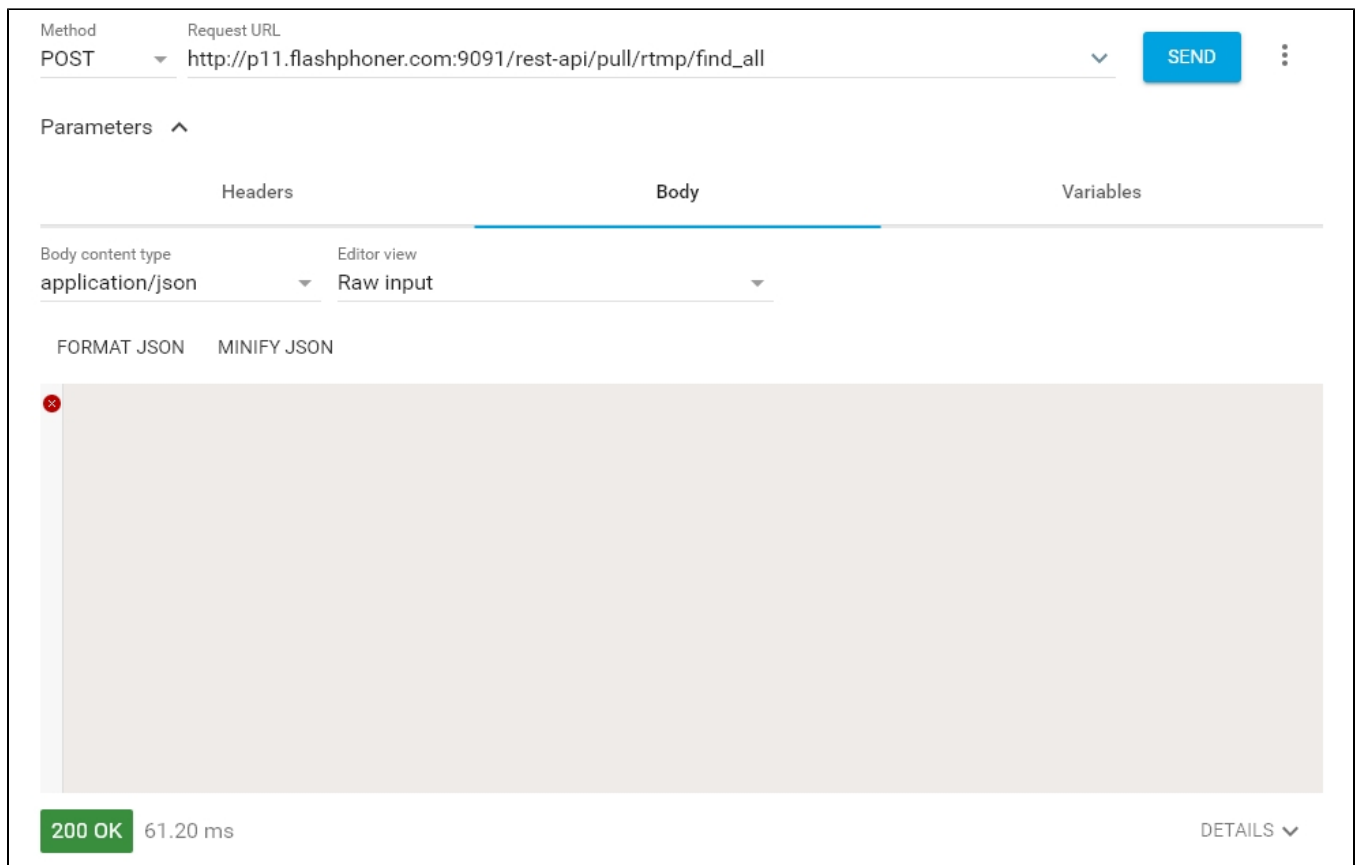 Method
Request URL
POST
http://p11.flashphoner.com:9091/rest-api/pull/rtmp/find_all
SEND
Parameters
Headers
Body
Variables
Body content type
Editor view
application/json
Raw input
FORMAT JSON
MINIFY JSON
200 OK
61.20 ms
DETAILS